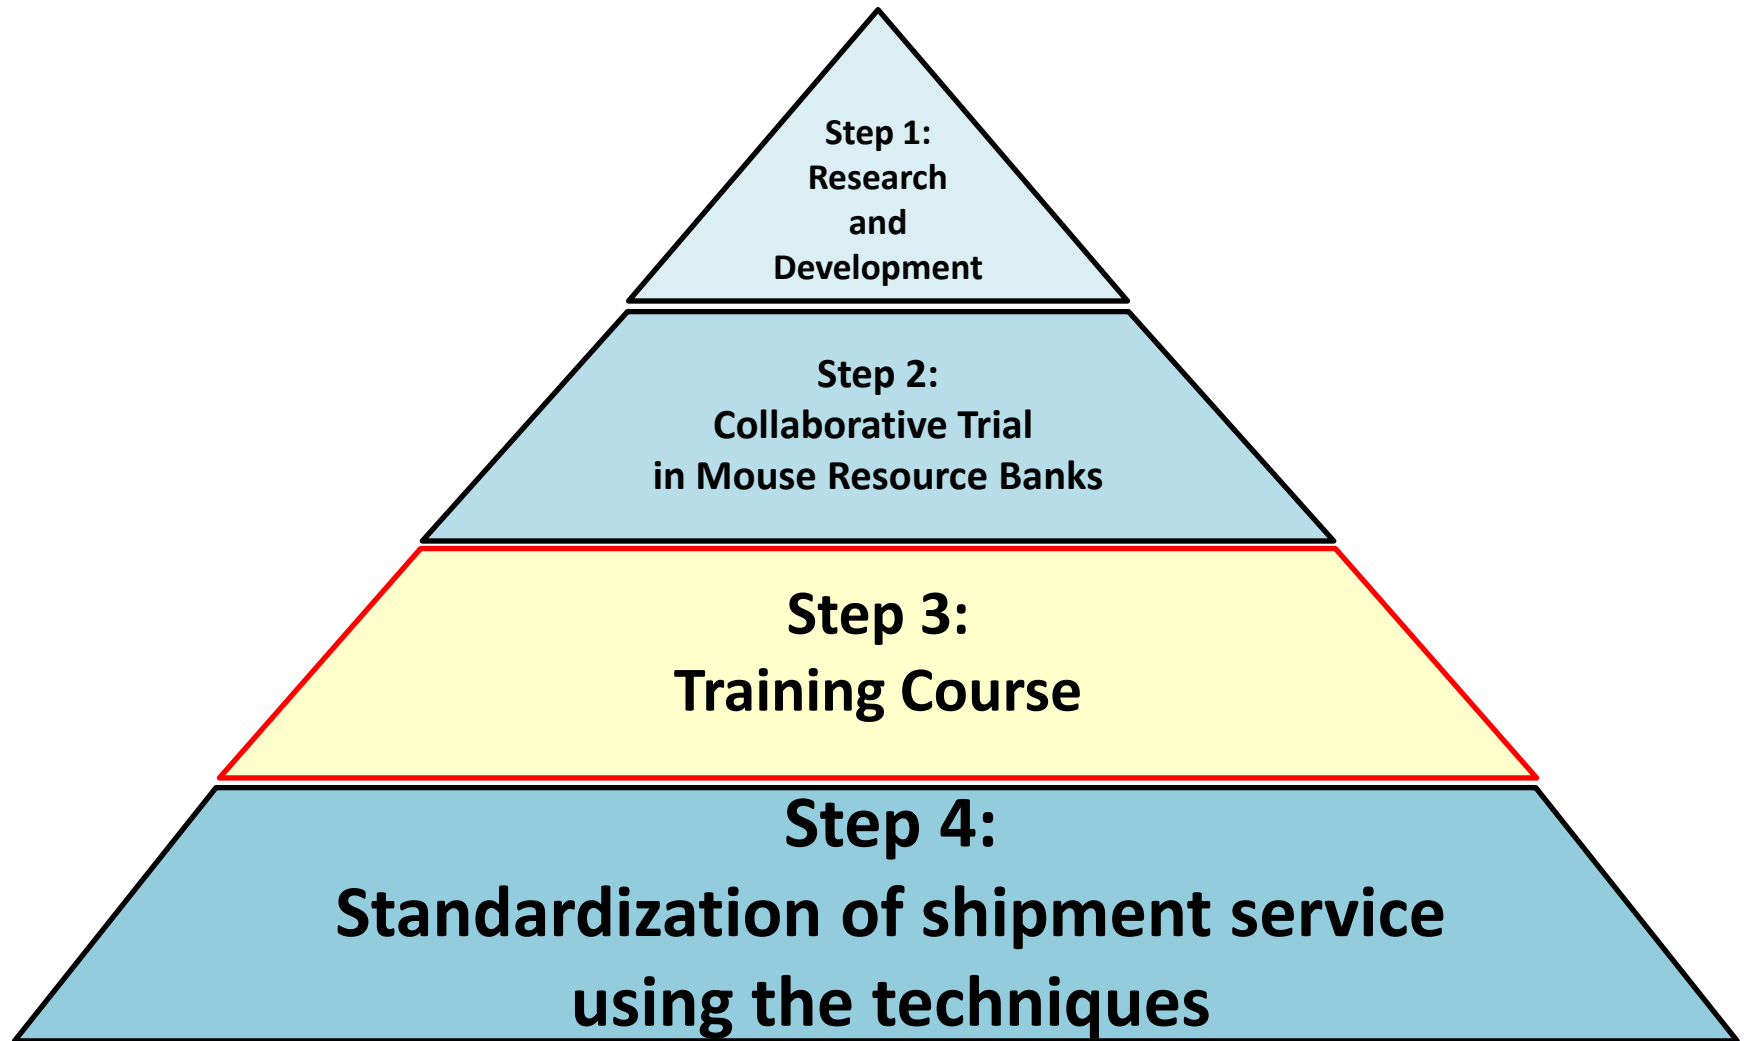 Step 1:
Research
and
Development
Step 2:
Collaborative Trial
in Mouse Resource Banks
Step 3:
Training Course
Step 4:
Standardization of shipment service
using the techniques